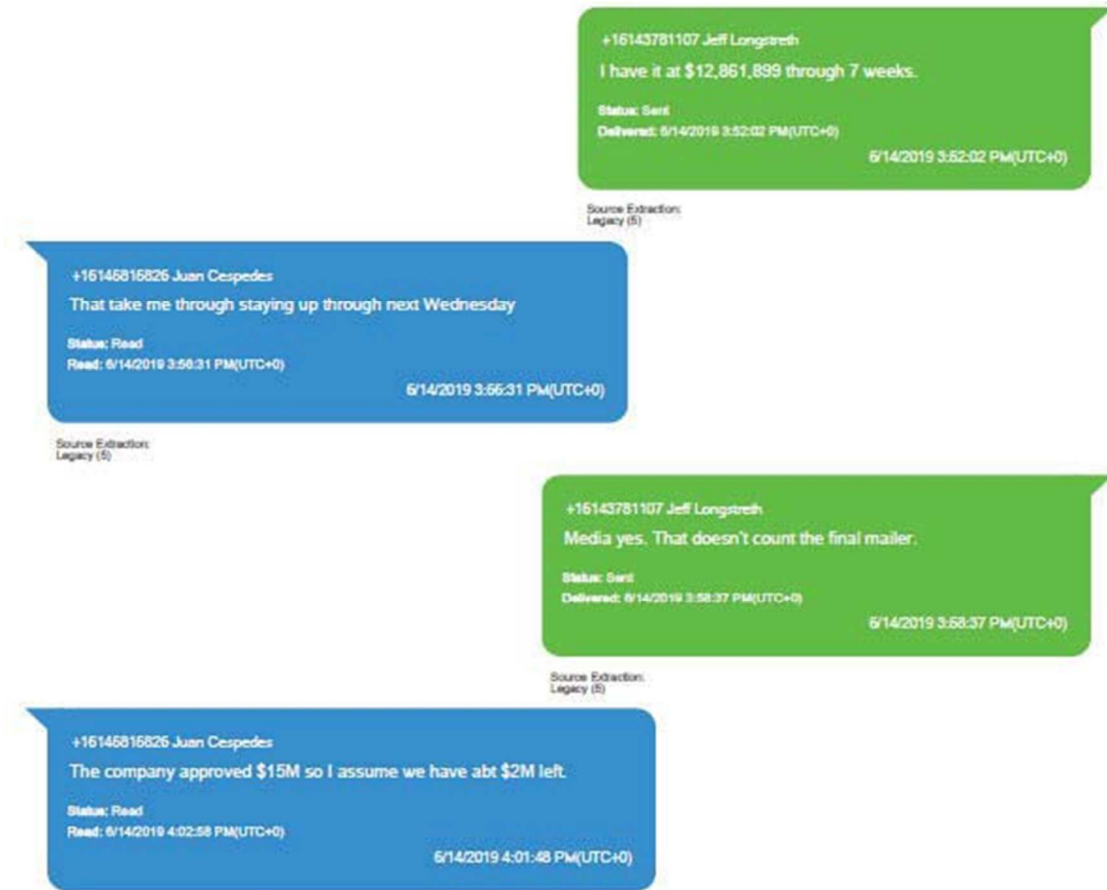 +16143781107 Jeff Longstreth
I have it at $12,861,899 through 7 weeks.
Status: Sent
Delivered: 6/14/2019 3:52:02 PM(UTC+0)
6/14/2019 3:52:02 PM(UTC+0)
Source Extraction:
Legacy (5)
+16146816826 Juan Cespedes
That take me through staying up through next Wednesday
Status: Read
Read: 6/14/2019 3:56:31 PM(UTC+0)
6/14/2019 3:56:31 PM(UTC+0)
Source Extraction:
Legacy (5)
+16143781107 Jeff Longstreth
Media yes. That doesn't count the final mailer.
Status: Sent
Delivered: 6/14/2019 3:58:37 PM(UTC+0)
6/14/2019 3:58:37 PM(UTC+0)
Source Extraction:
Legacy (5)
+16146816826 Juan Cespedes
The company approved $15M so I assume we have abt $2M left.
Status: Read
Read: 6/14/2019 4:02:58 PM(UTC+0)
6/14/2019 4:01:48 PM(UTC+0)